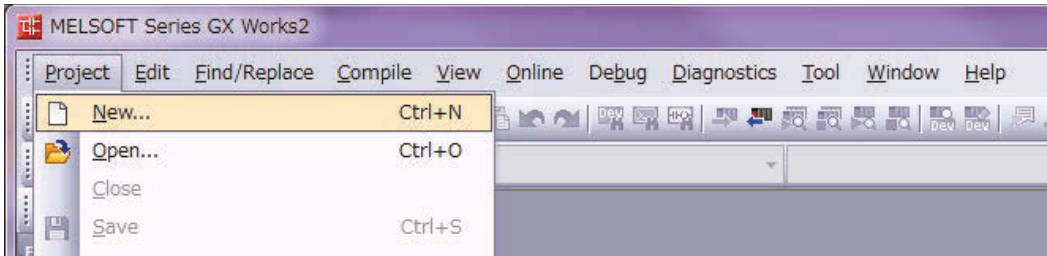 MELSOFT Series GX Works2
Project Edit Find/Replace Compile View Online Debug Diagnostics Tool Window Help
New... Ctrl+N
Open... Ctrl+O
Close
Save Ctrl+S